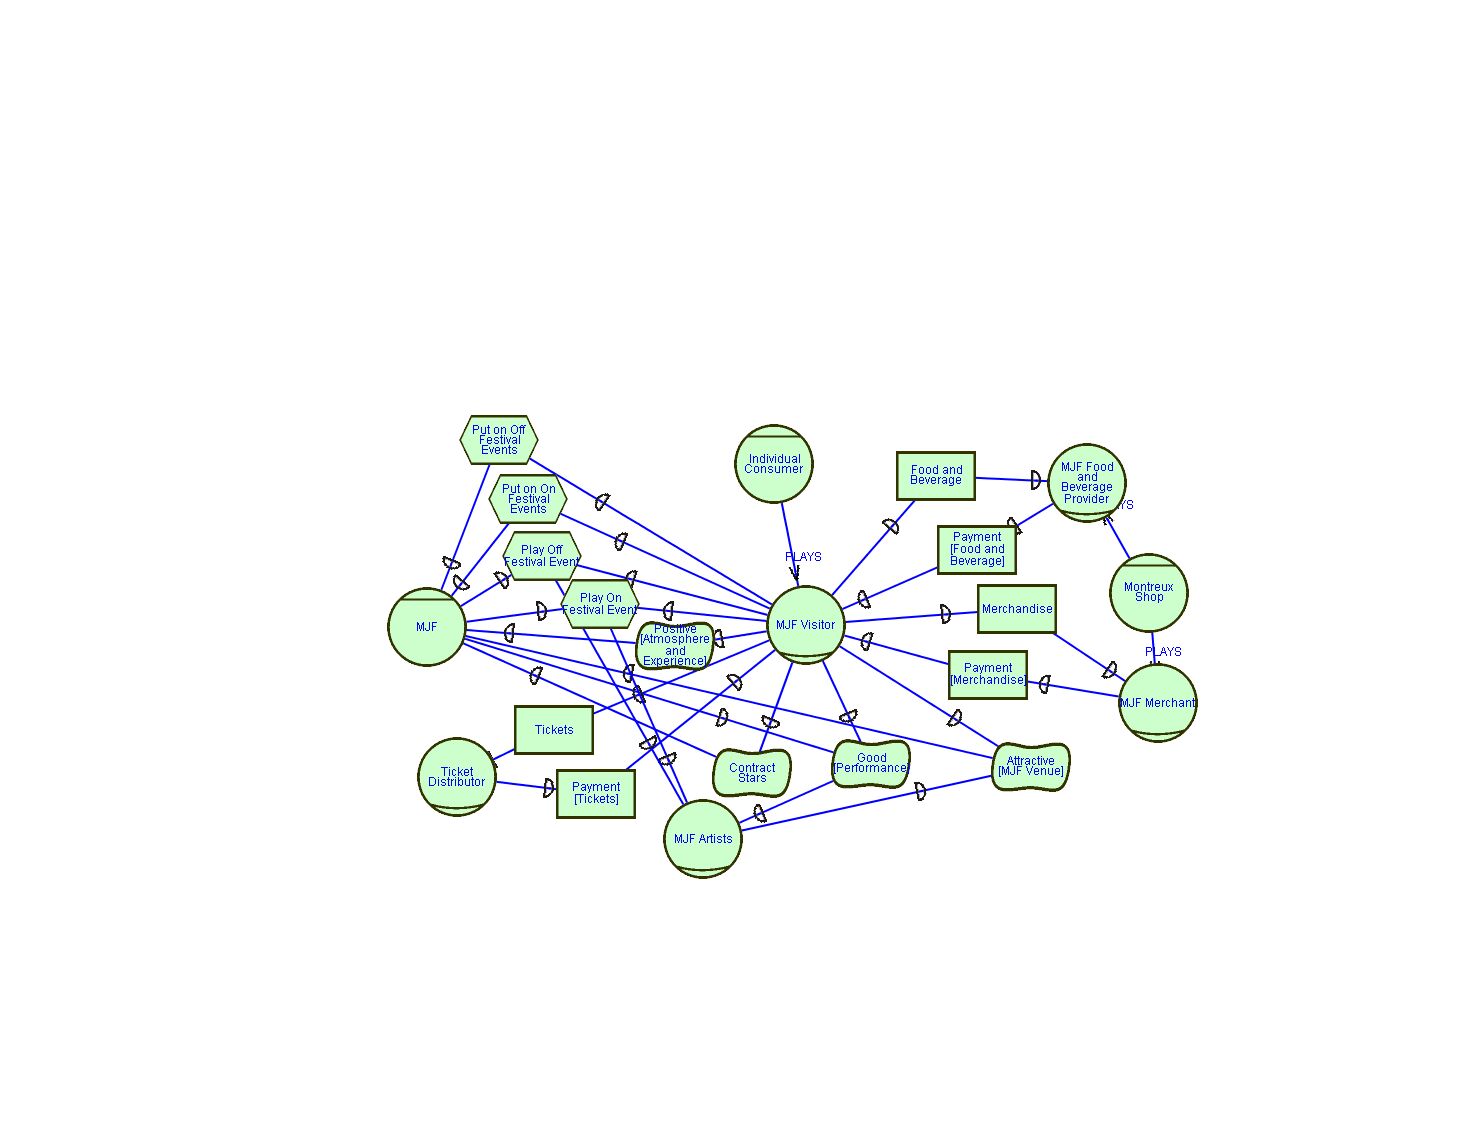 Put on Off
Festival
Events
Put on On
Festival
Events
Play Off
Festival Event
Play On
Festival Event
Individual
Consumer
PLAYS
Food and
Beverage
MJF Food
and
Beverage
Provider
YS
Payment
[Food and
Beverage]
Montreux
Shop
PLAYS
Merchandise
Payment
[Merchandise]
MJF Merchant
MJF
MJF Visitor
Positive
[Atmosphere
and
Experience]
Tickets
Ticket
Distributor
Payment
[Tickets]
Contract
Stars
Good
[Performance]
Attractive
[MJF Venue]
MJF Artists